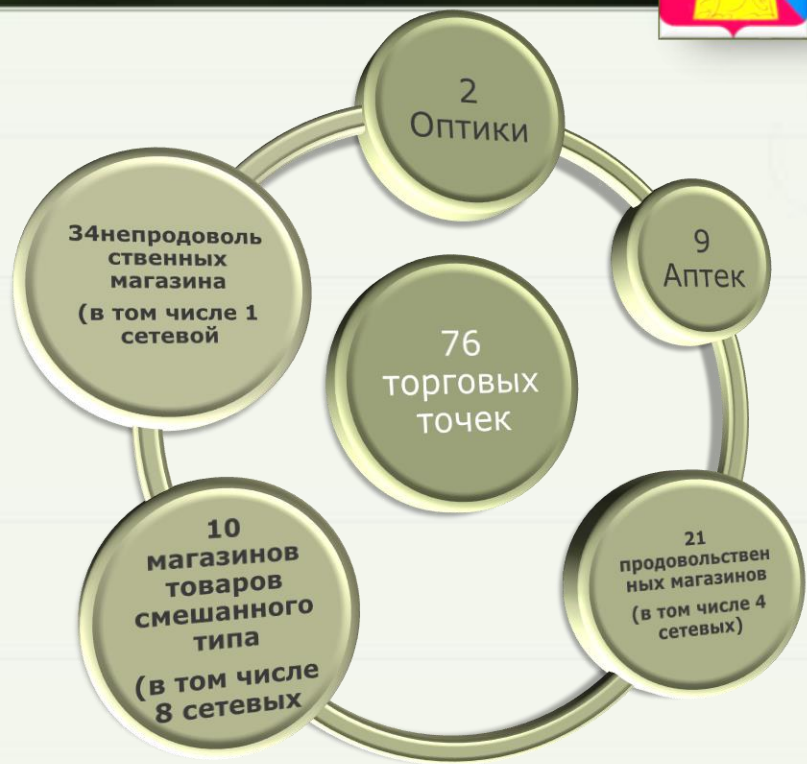 2
Оптики
9
Аптек
34непродоволь
ственных
магазина
(в том числе 1
сетевой
76
торговых
точек
10
магазинов
товаров
смешанного
типа
(в том числе
8 сетевых
21
продовольствен
ных магазинов
(в том числе 4
сетевых)